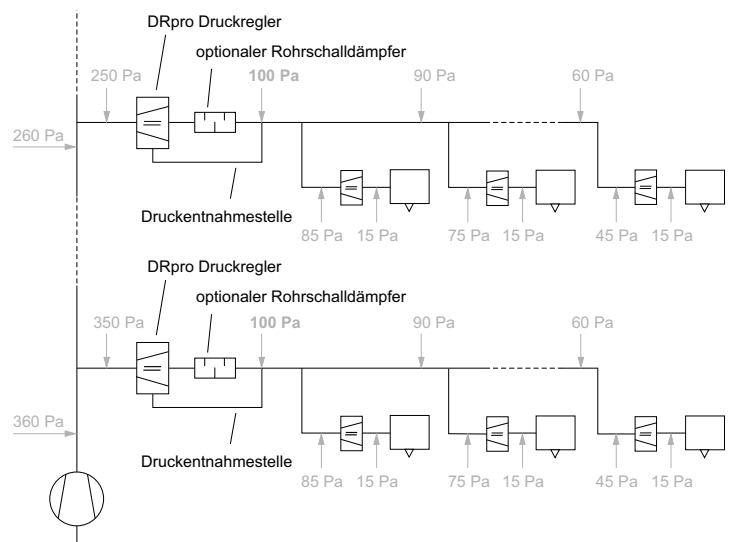 DRpro Druckregler
optionaler Rohrschalldämpfer
250 Pa
100 Pa
90 Pa
60 Pa
260 Pa
Druckentnahmestelle
85 Pa
15 Pa
75 Pa
15 Pa
45 Pa
15 Pa
DRpro Druckregler
optionaler Rohrschalldämpfer
350 Pa
100 Pa
90 Pa
60 Pa
360 Pa
Druckentnahmestelle
85 Pa
15 Pa
75 Pa
15 Pa
45 Pa
15 Pa